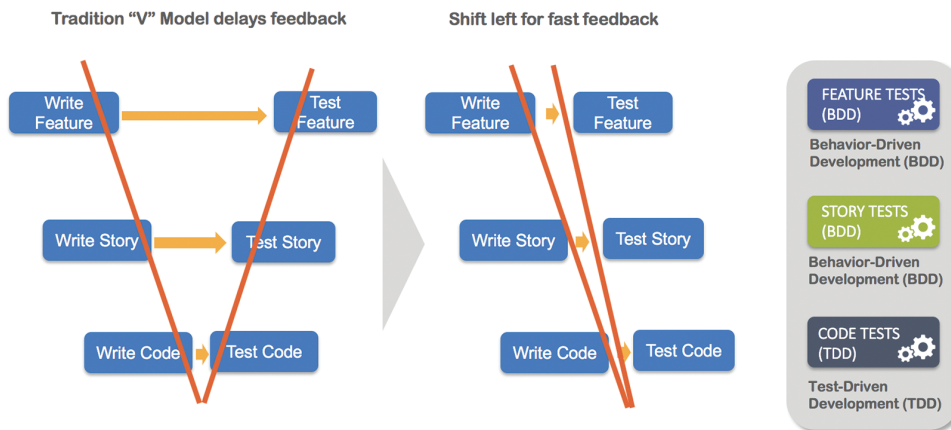 Tradition “V” Model delays feedback
Write
Feature
Test
Feature
Write Story
Test Story
Write Code
Test Code
Shift left for fast feedback
Write
Feature
Test
Feature
Write Story
Test Story
Write Code
Test Code
FEATURE TESTS
(BDD)
Behavior-Driven
Development (BDD)
STORY TESTS
(BDD)
Behavior-Driven
Development (BDD)
CODE TESTS
(TDD)
Test-Driven
Development (TDD)